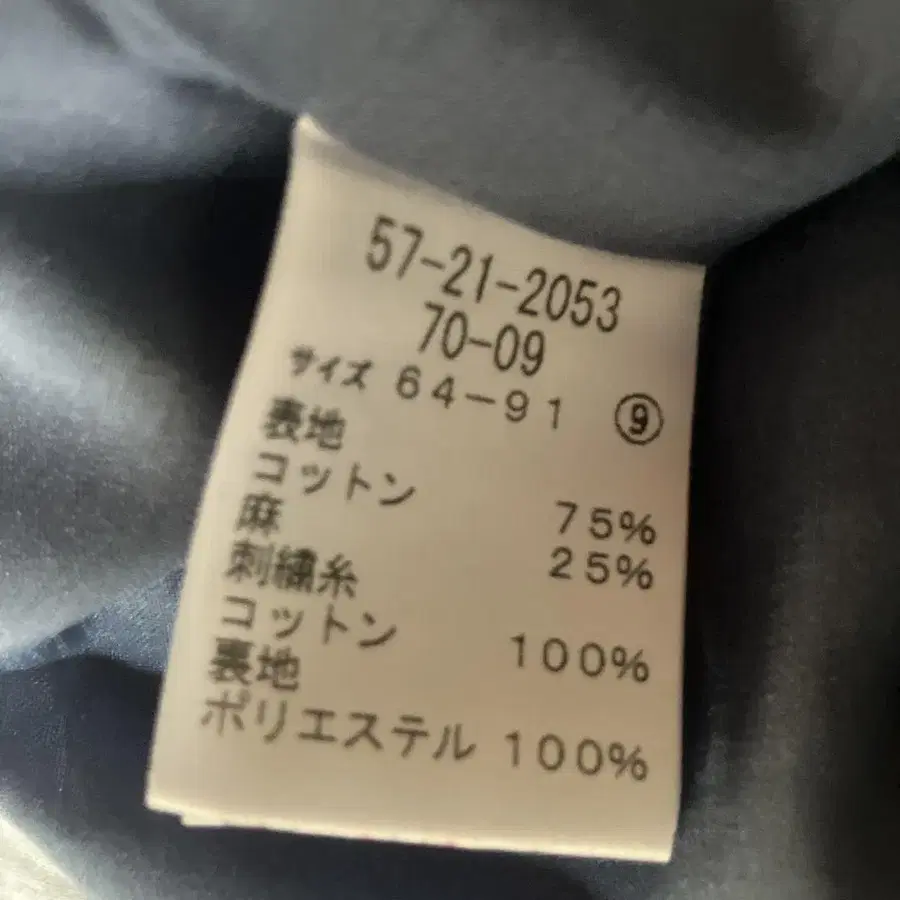 57-21-2053
70-09
サイズ 64-91 ⑨
表地
コットン 75%
麻 25%
刺繍糸
コットン 100%
表地
ポリエステル 100%